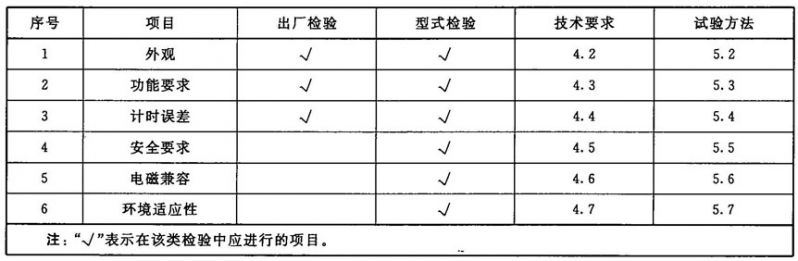 序号 项目 出厂检验 型式检验 技术要求 试验方法
1 外观 √ √ 4.2 5.2
2 功能要求 √ √ 4.3 5.3
3 计时误差 √ √ 4.4 5.4
4 安全要求 √ 4.5 5.5
5 电磁兼容 √ 4.6 5.6
6 环境适应性 √ 4.7 5.7
注：“√”表示在该类检验中应进行的项目。